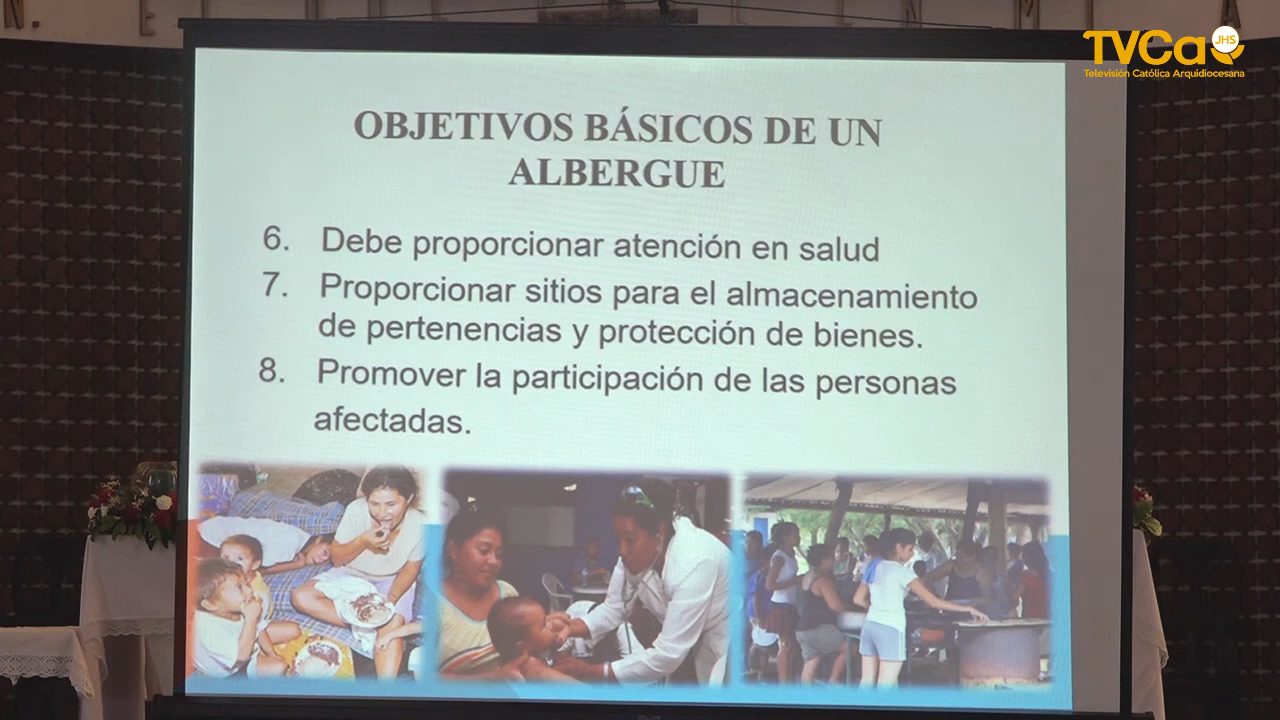 TVCa
JHS
Televisión Católica Arquidiocesana
OBJETIVOS BÁSICOS DE UN
ALBERGUE
6. Debe proporcionar atención en salud
7. Proporcionar sitios para el almacenamiento
de pertenencias y protección de bienes.
8. Promover la participación de las personas
afectadas.